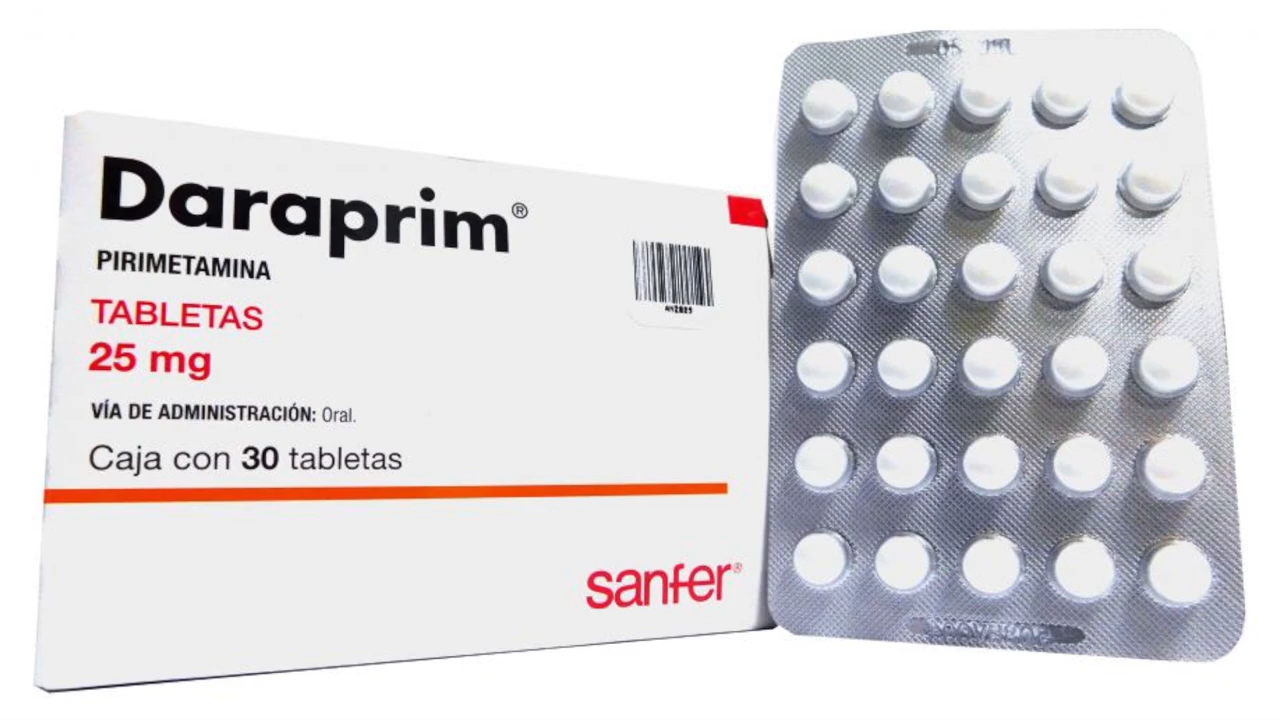 Daraprim®
PIRIMETAMINA
TABLETAS
25 mg
VÍA DE ADMINISTRACIÓN: Oral.
Caja con 30 tabletas
sanfer®